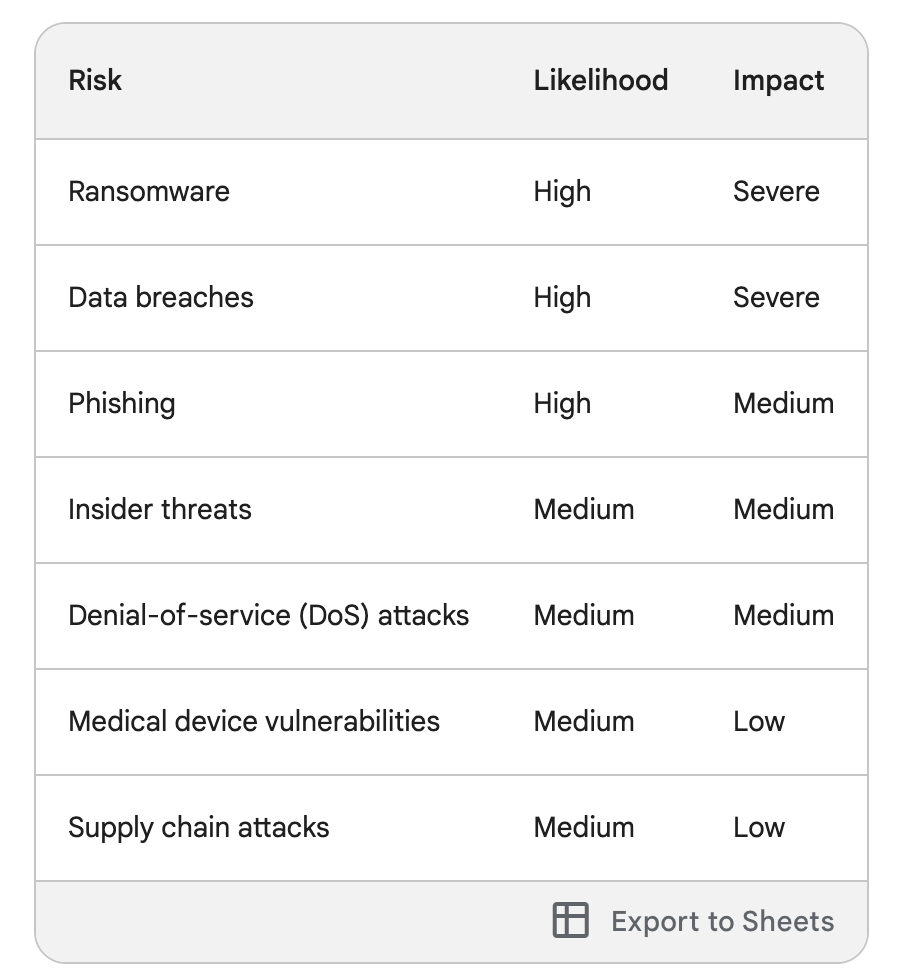 Risk Likelihood Impact
Ransomware High Severe
Data breaches High Severe
Phishing High Medium
Insider threats Medium Medium
Denial-of-service (DoS) attacks Medium Medium
Medical device vulnerabilities Medium Low
Supply chain attacks Medium Low
Export to Sheets